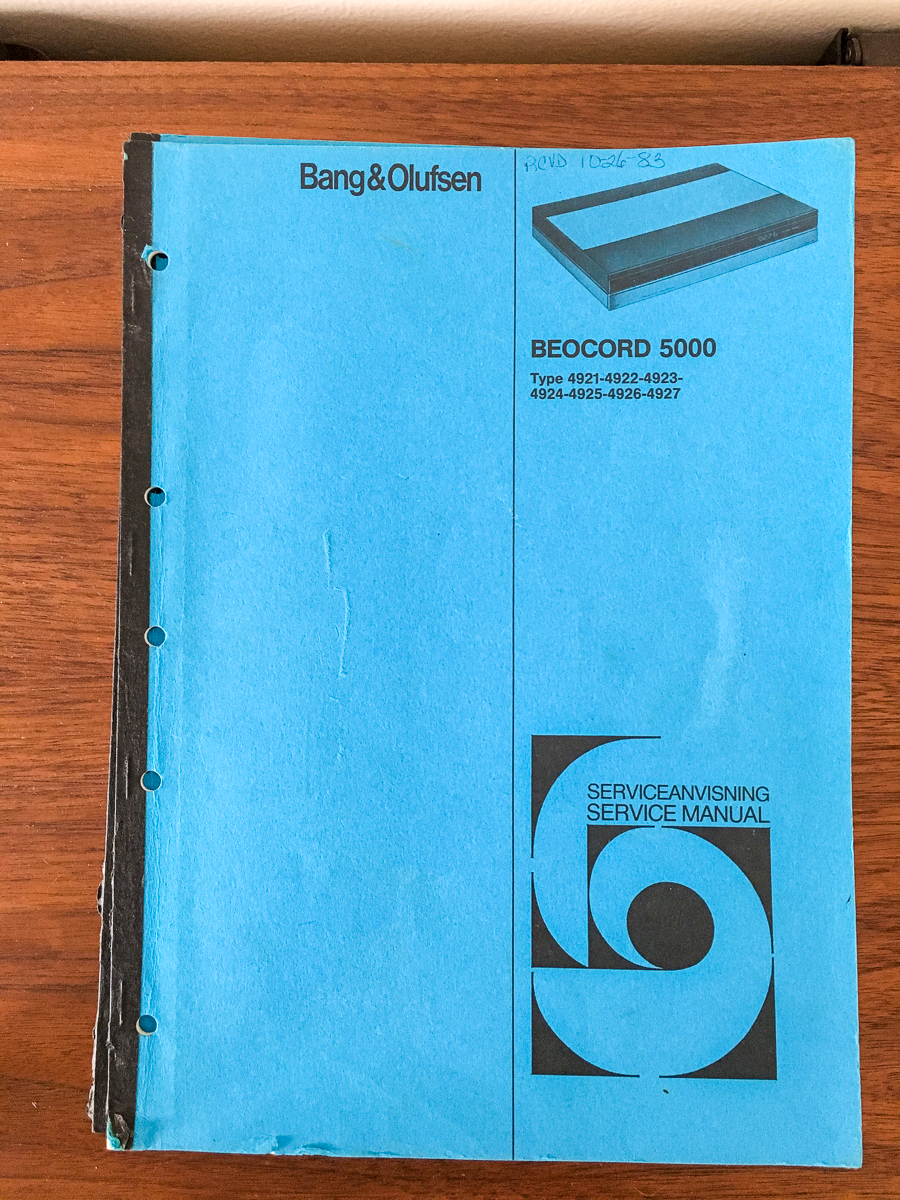 Bang&Olufsen
RCVD 10-26-83
BEOCORD 5000
Type 4921-4922-4923-
4924-4925-4926-4927
SERVICEANVISNING
SERVICE MANUAL